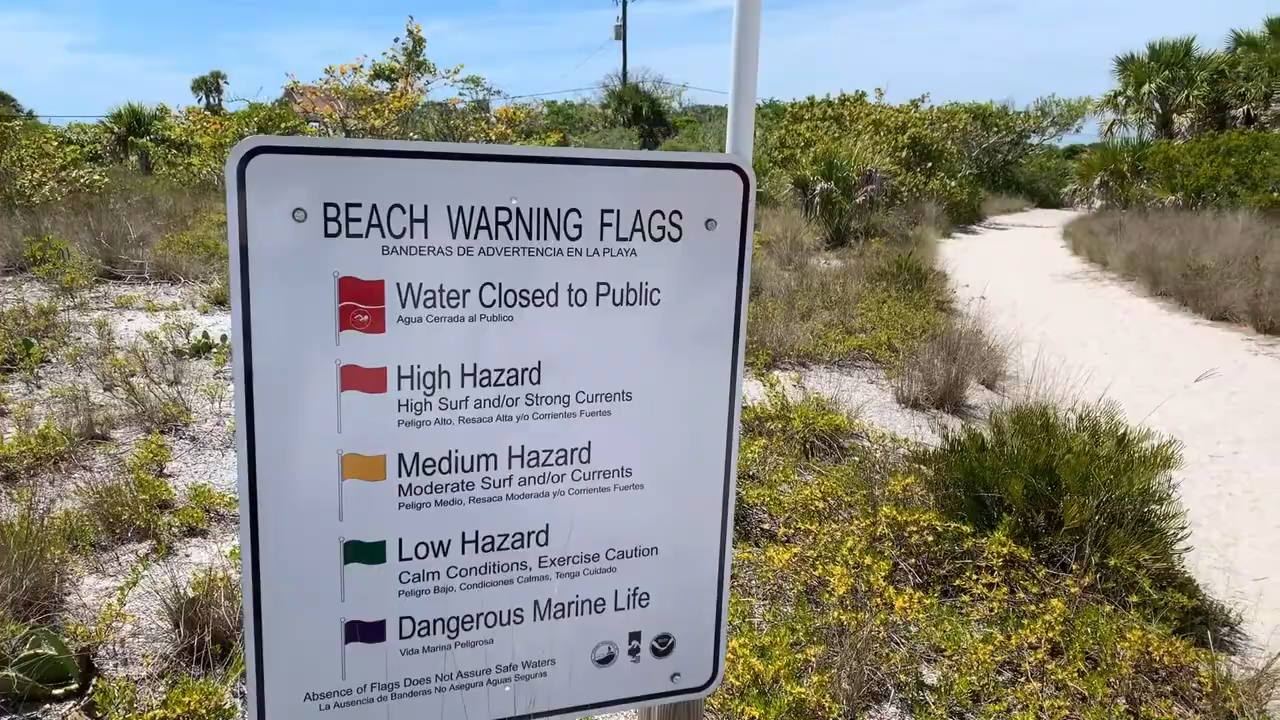 BEACH WARNING FLAGS
BANDERAS DE ADVERTENCIA EN LA PLAYA
Water Closed to Public
Agua Cerrada al Publico
High Hazard
High Surf and/or Strong Currents
Peligro Alto, Resaca Alta y/o Corrientes Fuertes
Medium Hazard
Moderate Surf and/or Currents
Peligro Medio, Resaca Moderada y/o Corrientes Fuertes
Low Hazard
Calm Conditions, Exercise Caution
Peligro Bajo, Condiciones Calmas, Tenga Cuidado
Dangerous Marine Life
Vida Marina Peligrosa
Absence of Flags Does Not Assure Safe Waters
La Ausencia de Banderas No Asegura Aguas Seguras